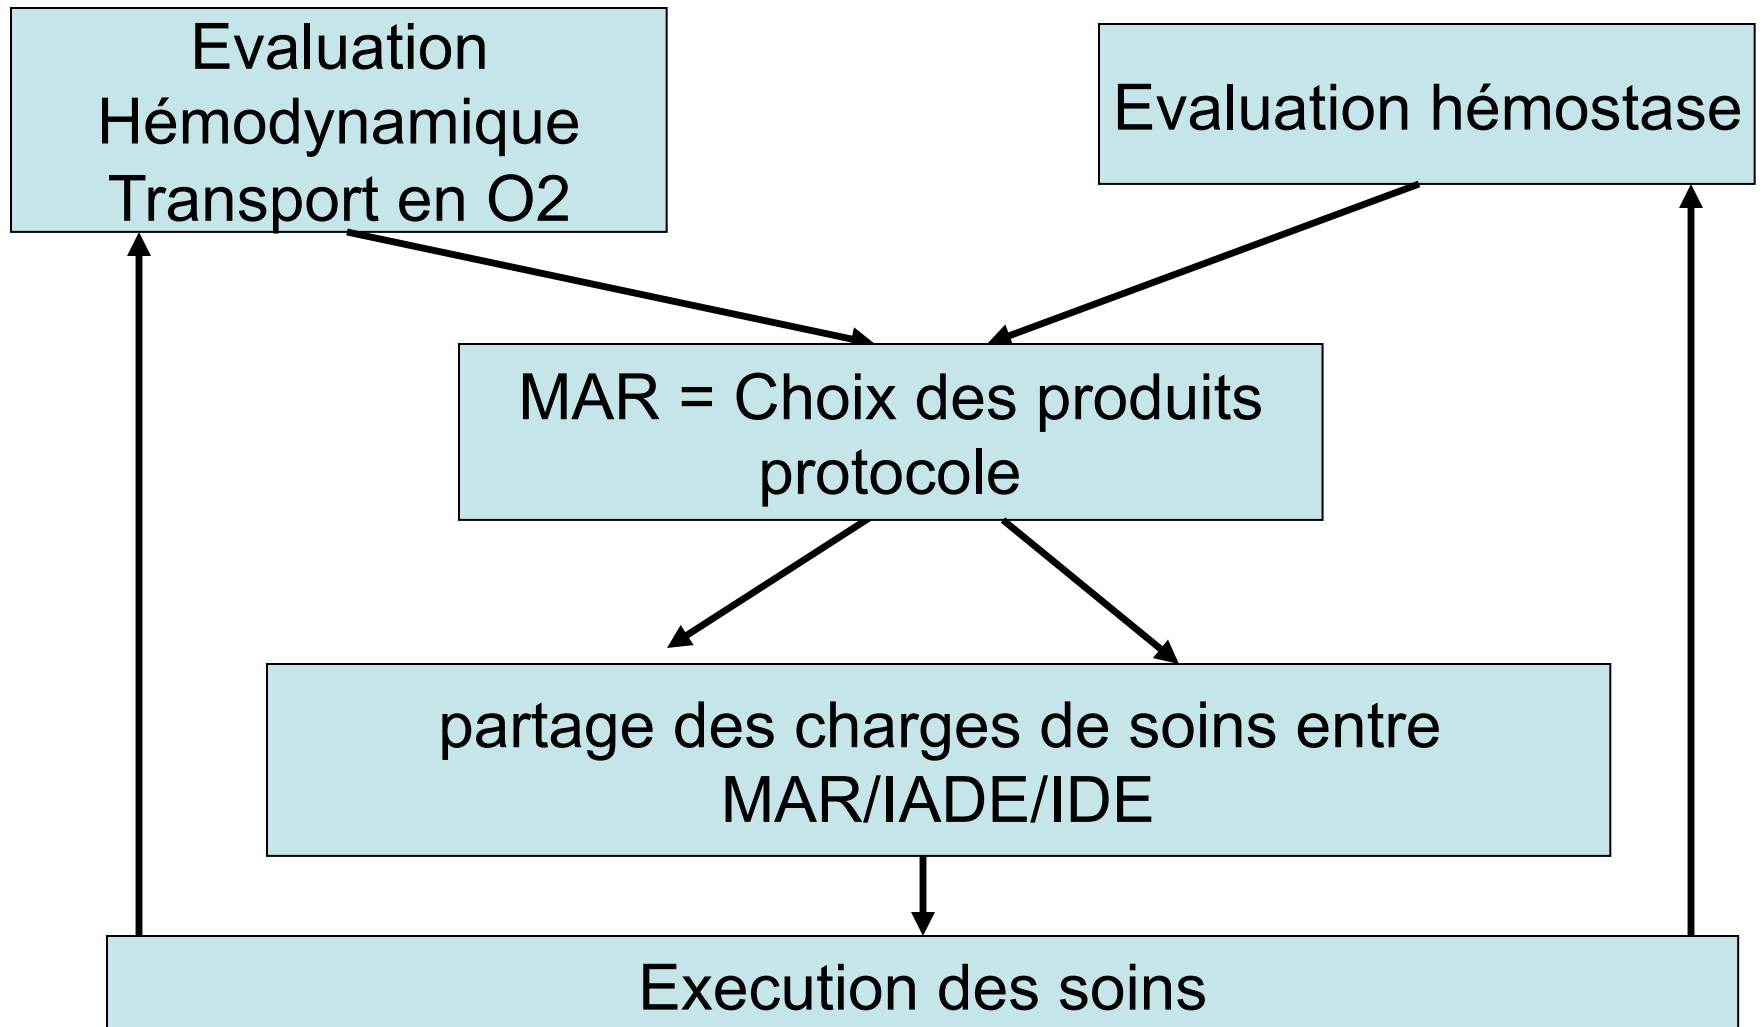 Evaluation
Hémodynamique
Transport en O2
Evaluation hémostase
MAR = Choix des produits
protocole
partage des charges de soins entre
MAR/IADE/IDE
Execution des soins